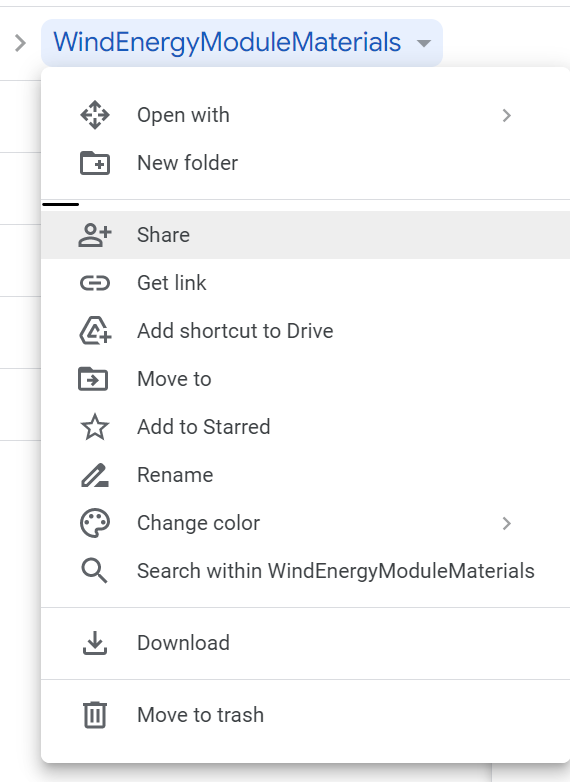 WindEnergyModuleMaterials
Open with
New folder
Share
Get link
Add shortcut to Drive
Move to
Add to Starred
Rename
Change color
Search within WindEnergyModuleMaterials
Download
Move to trash